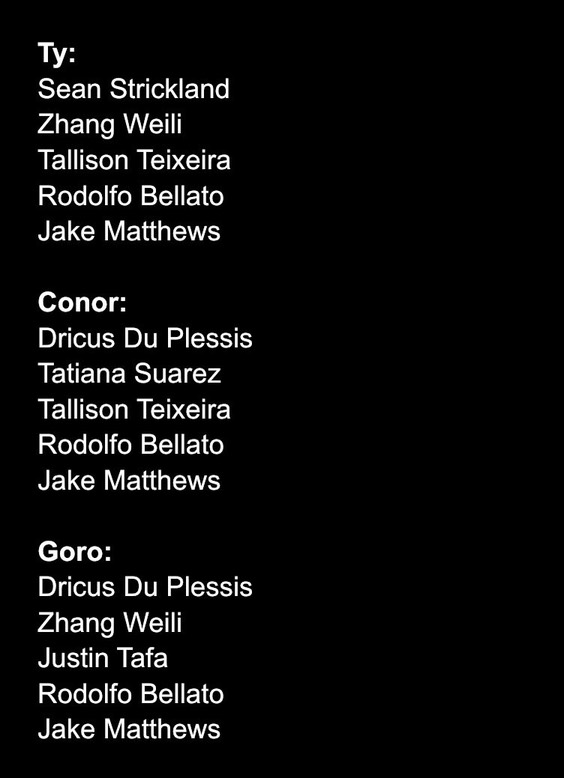 Ty:
Sean Strickland
Zhang Weili
Tallison Teixeira
Rodolfo Bellato
Jake Matthews
Conor:
Dricus Du Plessis
Tatiana Suarez
Tallison Teixeira
Rodolfo Bellato
Jake Matthews
Goro:
Dricus Du Plessis
Zhang Weili
Justin Tafa
Rodolfo Bellato
Jake Matthews